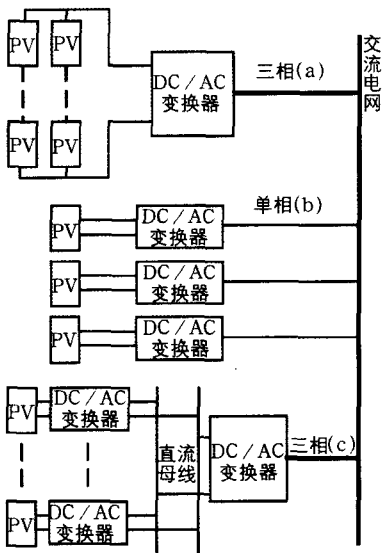 PV PV
DC/AC
变换器
三相(a)
交流电网
PV PV
单相(b)
PV
DC/AC
变换器
PV
DC/AC
变换器
PV
DC/AC
变换器
PV
DC/AC
变换器
直流
母线
DC/AC
变换器
三相(c)
PV
DC/AC
变换器